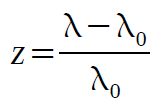 z = (λ − λ₀) / λ₀